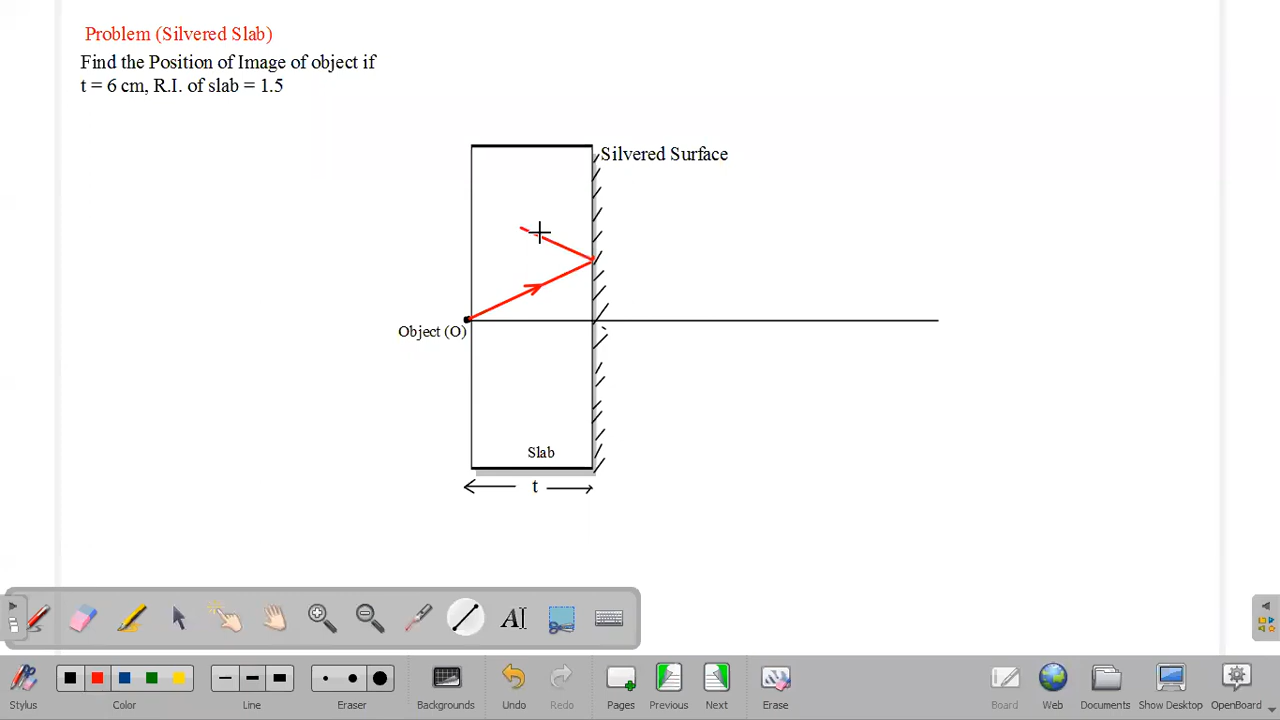 Problem (Silvered Slab)
Find the Position of Image of object if
t = 6 cm, R.I. of slab = 1.5
Silvered Surface
Object (O)
Slab
t
Stylus
Color
Line
Eraser
Backgrounds
Undo
Redo
Pages
Previous
Next
Erase
Board
Web
Documents
Show Desktop
OpenBoard